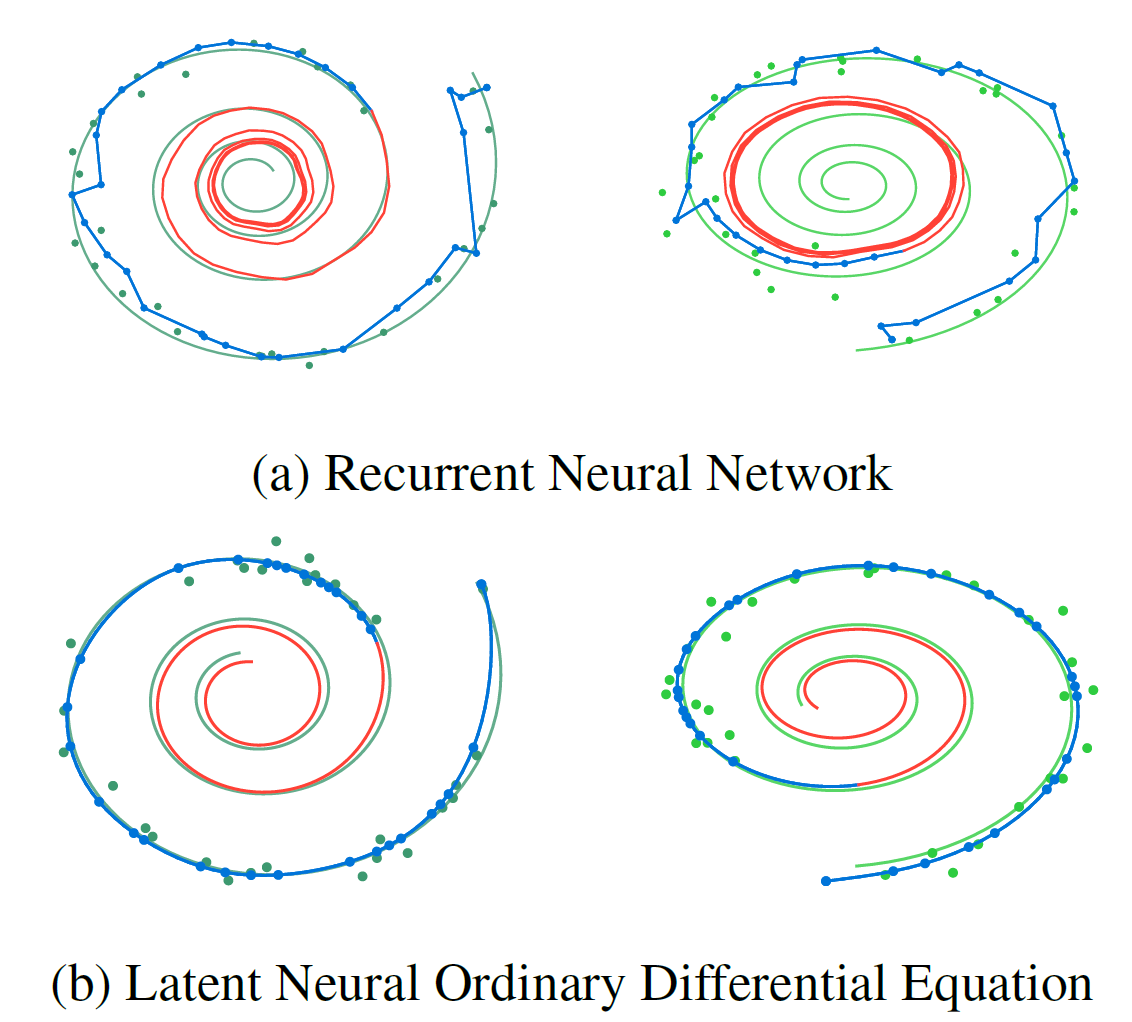 (a) Recurrent Neural Network
(b) Latent Neural Ordinary Differential Equation